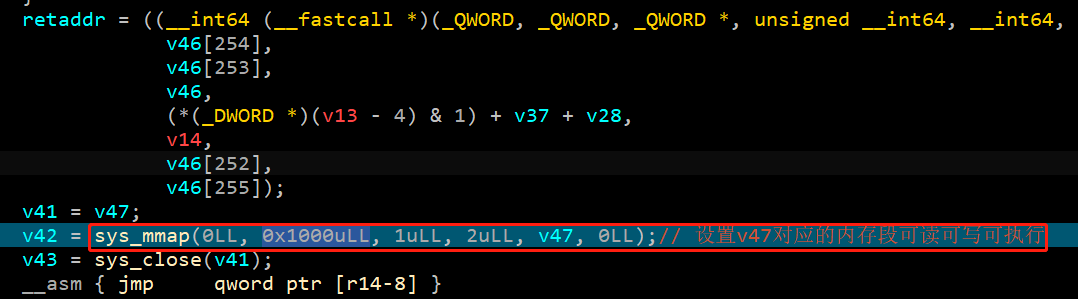 }
retaddr = ((__int64 (__fastcall *)(_QWORD, _QWORD, _QWORD *, unsigned __int64, __int64,
v46[254],
v46[253],
v46,
(*(_DWORD *)(v13 - 4) & 1) + v37 + v28,
v14,
v46[252],
v46[255]);
v41 = v47;
v42 = sys_mmap(0LL, 0x1000uLL, 1uLL, 2uLL, v47, 0LL);// 设置v47对应的内存段可读可写可执行
v43 = sys_close(v41);
__asm { jmp     qword ptr [r14-8] }